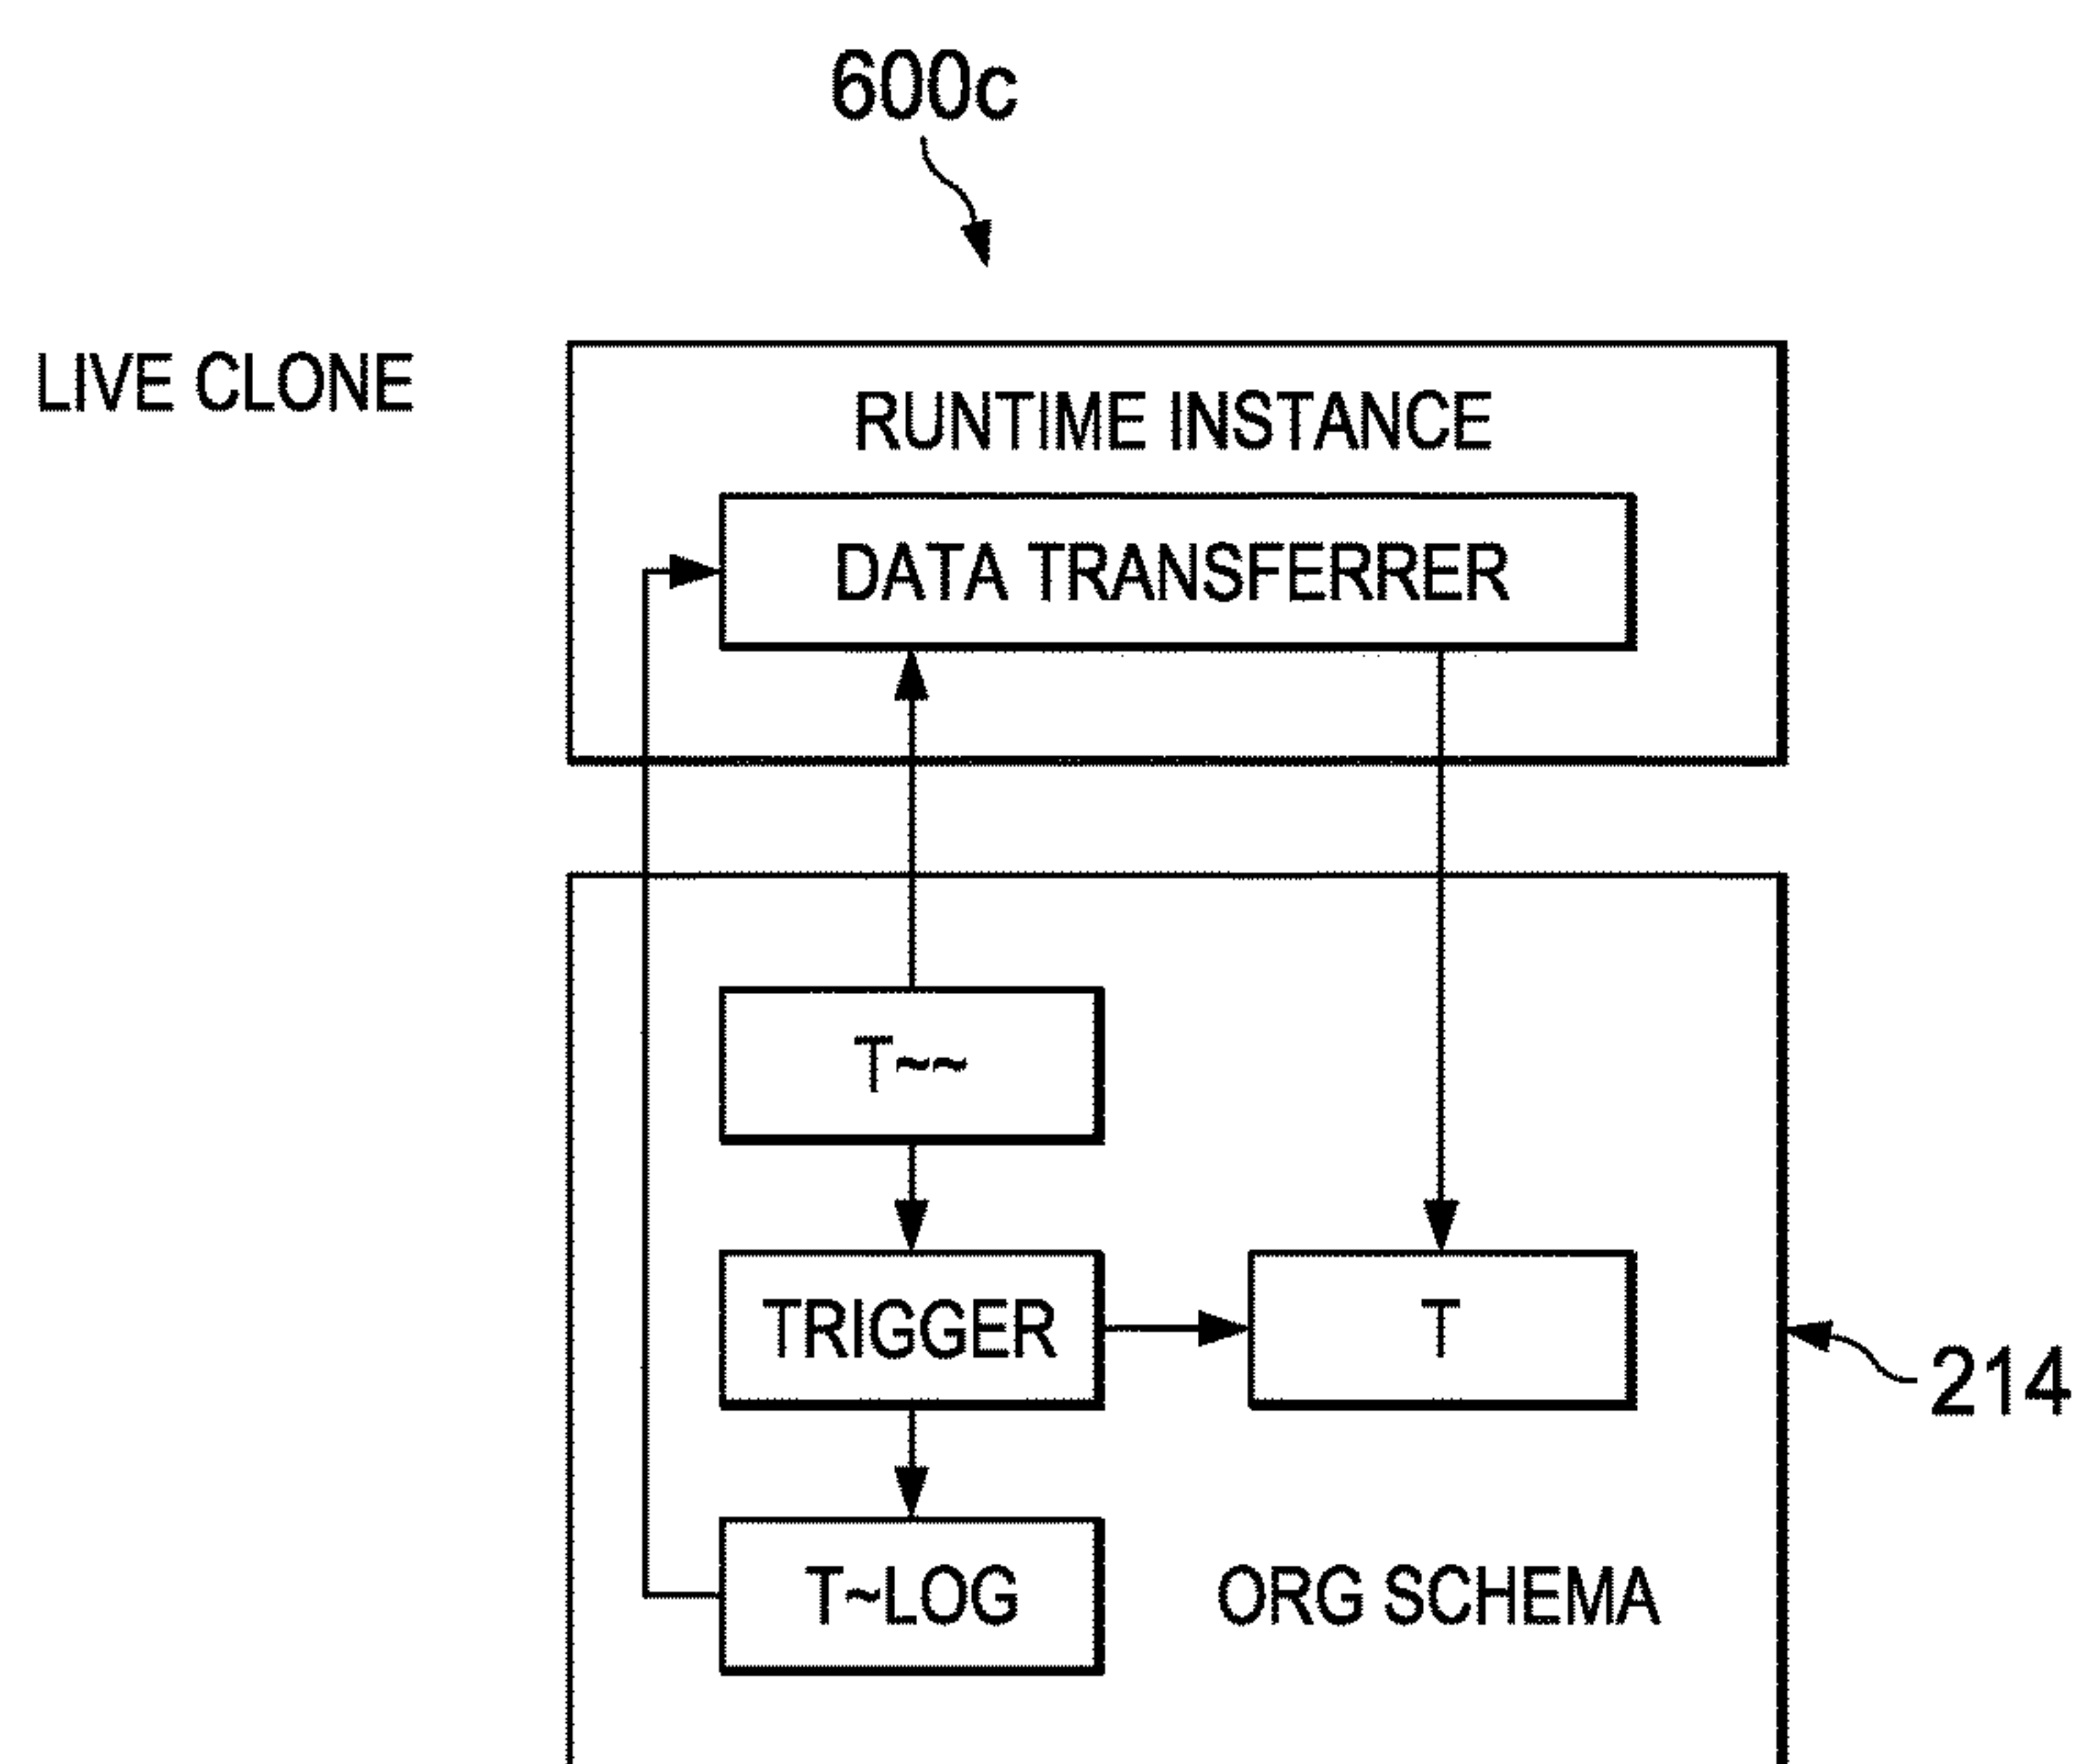 600c
LIVE CLONE
RUNTIME INSTANCE
DATA TRANSFERRER
T~~
TRIGGER
T
214
T~LOG
ORG SCHEMA